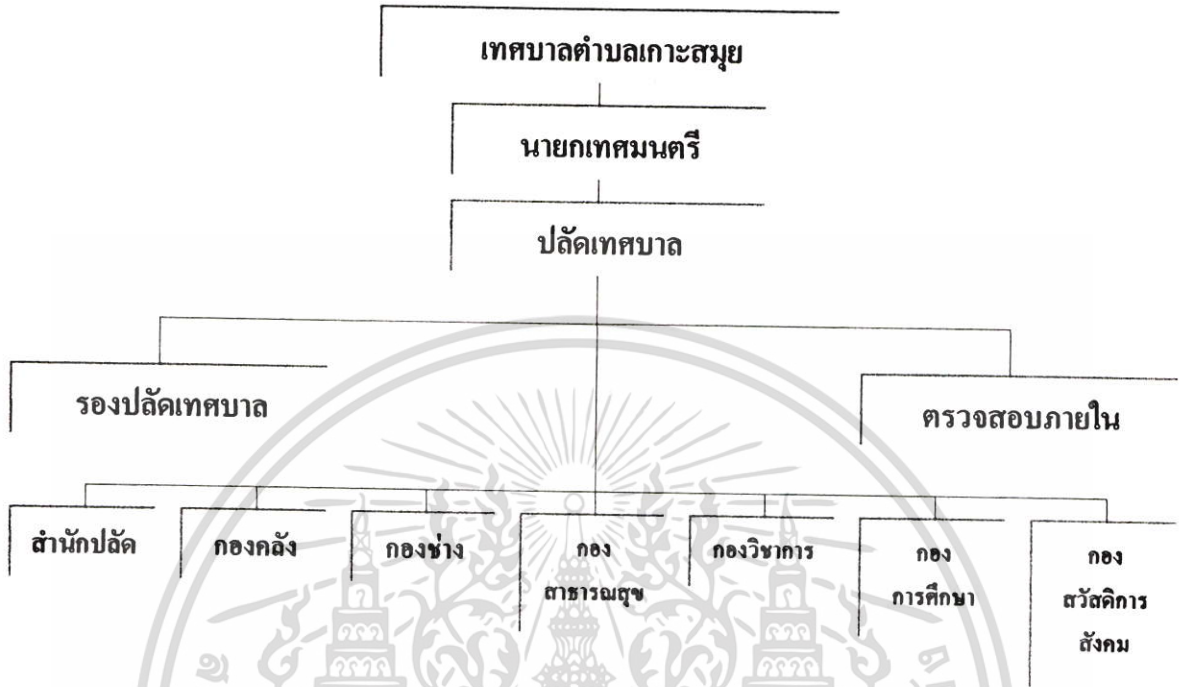 เทศบาลตำบลเกาะสมุย
นายกเทศมนตรี
ปลัดเทศบาล
รองปลัดเทศบาล
ตรวจสอบภายใน
สำนักปลัด
กองคลัง
กองช่าง
กอง
สาธารณสุข
กองวิชาการ
กอง
การศึกษา
กอง
สวัสดิการ
สังคม